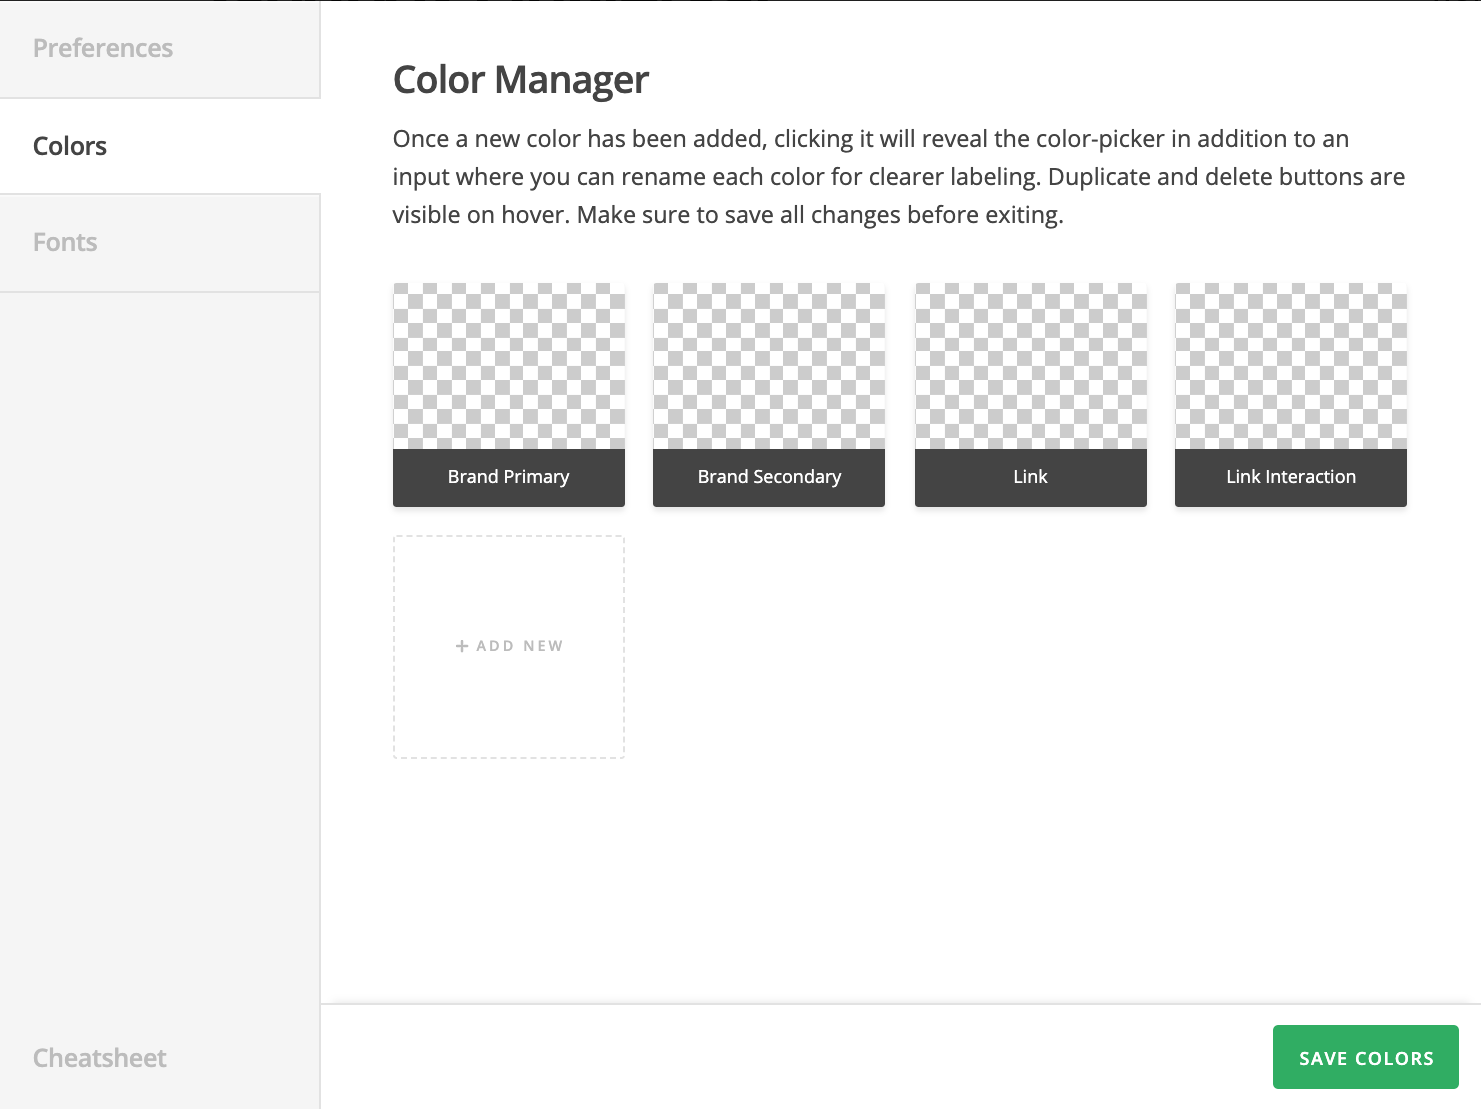 Preferences
Colors
Fonts
Cheatsheet
Color Manager
Once a new color has been added, clicking it will reveal the color-picker in addition to an
input where you can rename each color for clearer labeling. Duplicate and delete buttons are
visible on hover. Make sure to save all changes before exiting.
Brand Primary
Brand Secondary
Link
Link Interaction
+ ADD NEW
SAVE COLORS